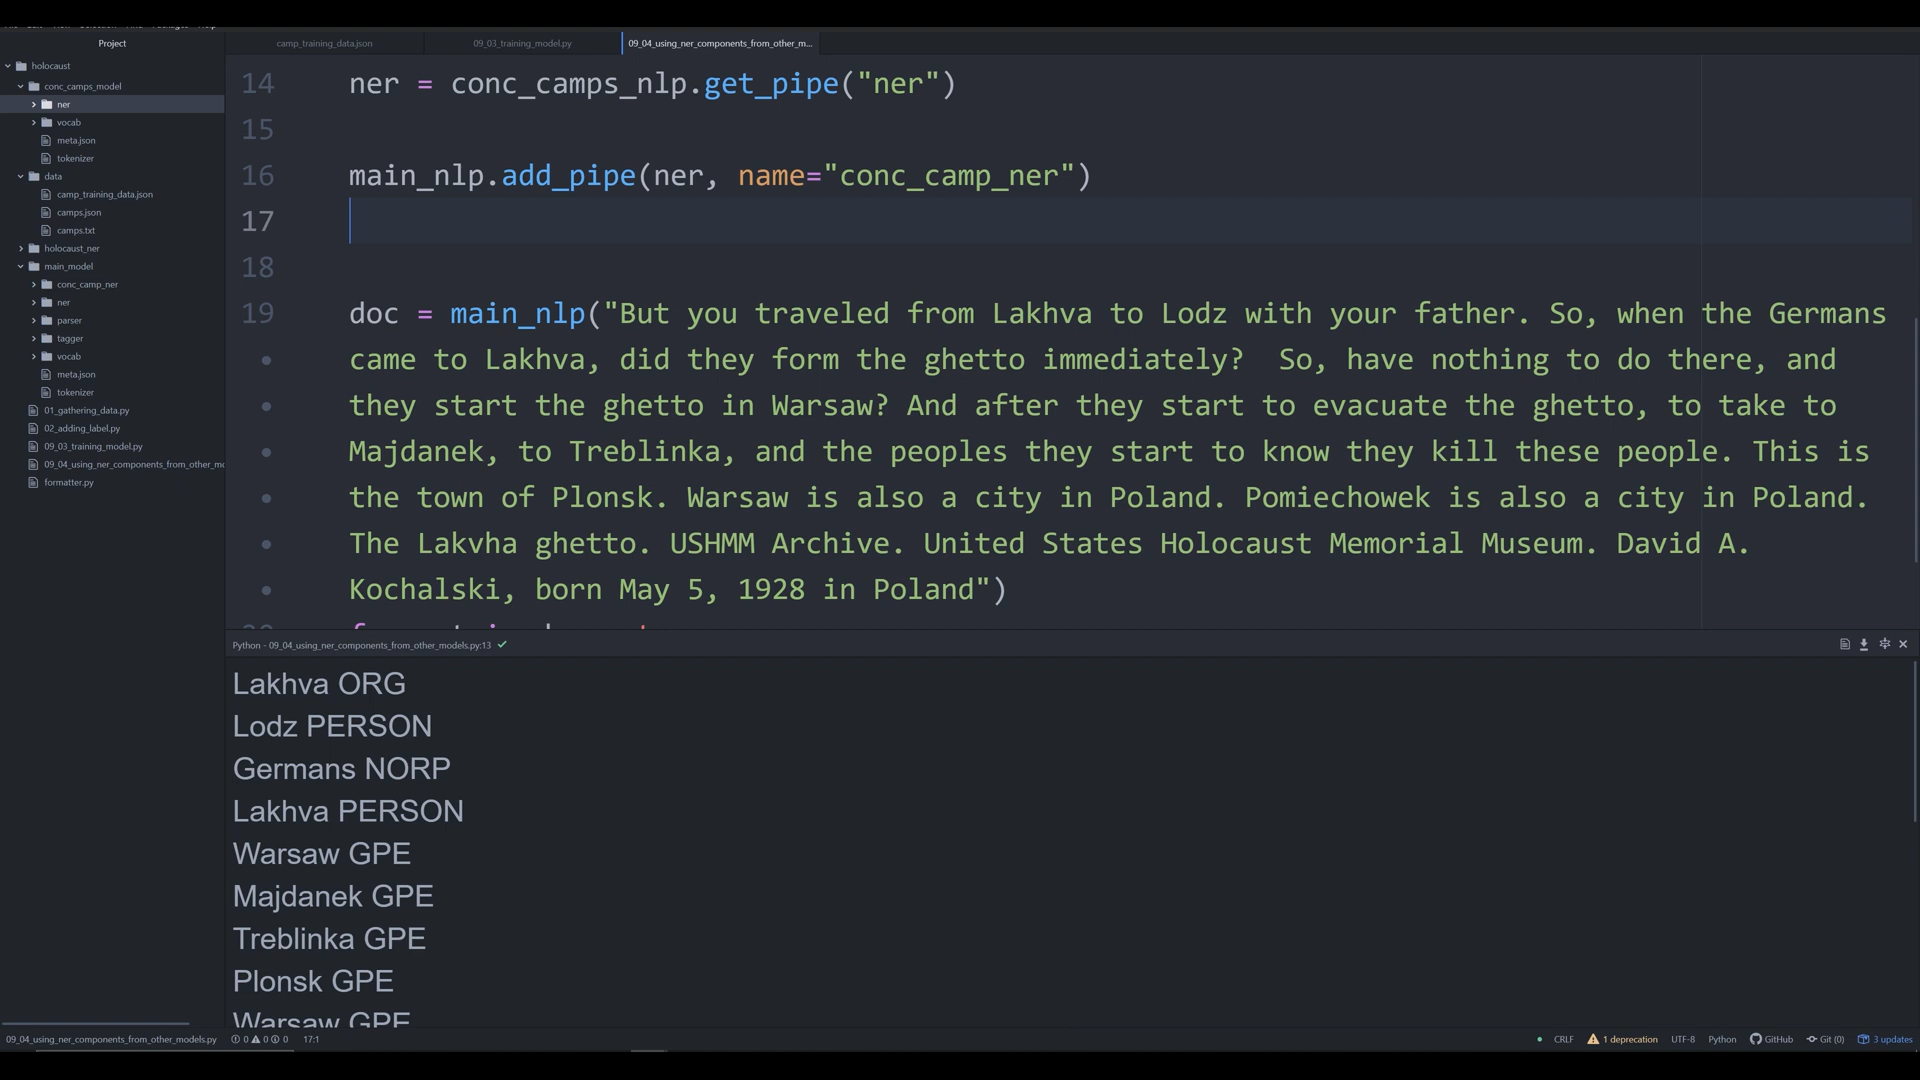 Project
camp_training_data.json
09_03_training_model.py
09_04_using_ner_components_from_other_m...
holocaust
conc_camps_model
ner
vocab
meta.json
tokenizer
data
camp_training_data.json
camps.json
camps.txt
holocaust_ner
main_model
conc_camp_ner
ner
parser
tagger
vocab
meta.json
tokenizer
01_gathering_data.py
02_adding_label.py
09_03_training_model.py
09_04_using_ner_components_from_other_mo
formatter.py
14 ner = conc_camps_nlp.get_pipe("ner")
15
16 main_nlp.add_pipe(ner, name="conc_camp_ner")
17
18
19 doc = main_nlp("But you traveled from Lakhva to Lodz with your father. So, when the Germans
came to Lakhva, did they form the ghetto immediately?  So, have nothing to do there, and
they start the ghetto in Warsaw? And after they start to evacuate the ghetto, to take to
Majdanek, to Treblinka, and the peoples they start to know they kill these people. This is
the town of Plonsk. Warsaw is also a city in Poland. Pomiechowek is also a city in Poland.
The Lakvha ghetto. USHMM Archive. United States Holocaust Memorial Museum. David A.
Kochalski, born May 5, 1928 in Poland")
Python - 09_04_using_ner_components_from_other_models.py:13
Lakhva ORG
Lodz PERSON
Germans NORP
Lakhva PERSON
Warsaw GPE
Majdanek GPE
Treblinka GPE
Plonsk GPE
Warsaw GPE
09_04_using_ner_components_from_other_models.py 0 0 0 17:1 CRLF 1 deprecation UTF-8 Python GitHub Git (0) 3 updates